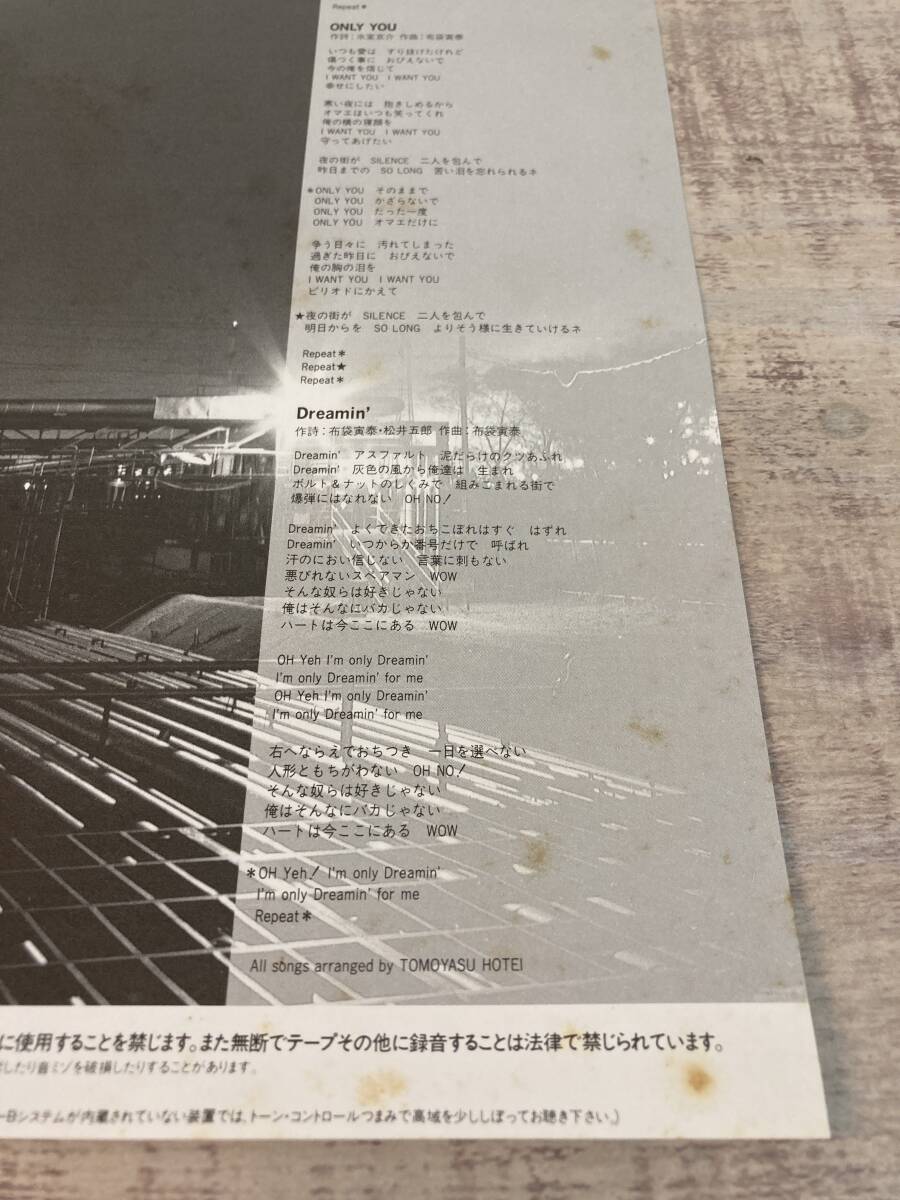 Repeat＊
ONLY YOU
作詩：氷室京介 作曲：布袋寅泰
いつも愛は すり抜けたけれど
傷つく事に おびえないで
今の俺を信じて
I WANT YOU I WANT YOU
幸せにしたい
寒い夜には 抱きしめるから
オマエはいつも笑ってくれ
俺の横の寝顔を
I WANT YOU I WANT YOU
守ってあげたい
夜の街が SILENCE 二人を包んで
昨日までの SO LONG 苦い泪を忘れられるネ
＊ONLY YOU そのままで
ONLY YOU かざらないで
ONLY YOU たった一度
ONLY YOU オマエだけに
争う日々に 汚れてしまった
過ぎた昨日に おびえないで
俺の胸の泪を
I WANT YOU I WANT YOU
ピリオドにかえて
★夜の街が SILENCE 二人を包んで
明日からを SO LONG よりそう様に生きていけるネ
Repeat＊
Repeat★
Repeat＊
Dreamin'
作詩：布袋寅泰・松井五郎 作曲：布袋寅泰
Dreamin' アスファルト 泥だらけのクツあふれ
Dreamin' 灰色の風から俺達は 生まれ
ボルト＆ナットのしくみで 組みこまれる街で
爆弾にはなれない OH NO！
Dreamin' よくできたおちこぼれはすぐ はずれ
Dreamin' いつからか番号だけで 呼ばれ
汗のにおい信じない 言葉に刺もない
悪びれないスペアマン WOW
そんな奴らは好きじゃない
俺はそんなにバカじゃない
ハートは今ここにある WOW
OH Yeh I'm only Dreamin'
I'm only Dreamin' for me
OH Yeh I'm only Dreamin'
I'm only Dreamin' for me
右へならえでおちつき 一日を選べない
人形ともちがわない OH NO！
そんな奴らは好きじゃない
俺はそんなにバカじゃない
ハートは今ここにある WOW
＊OH Yeh！ I'm only Dreamin'
I'm only Dreamin' for me
Repeat＊
All songs arranged by TOMOYASU HOTEI
に使用することを禁じます。また無断でテープその他に録音することは法律で禁じられています。
したり音ミゾを破損したりすることがあります。
ーBシステムが内蔵されていない装置では、トーン・コントロールつまみで高域を少ししぼってお聴き下さい。)